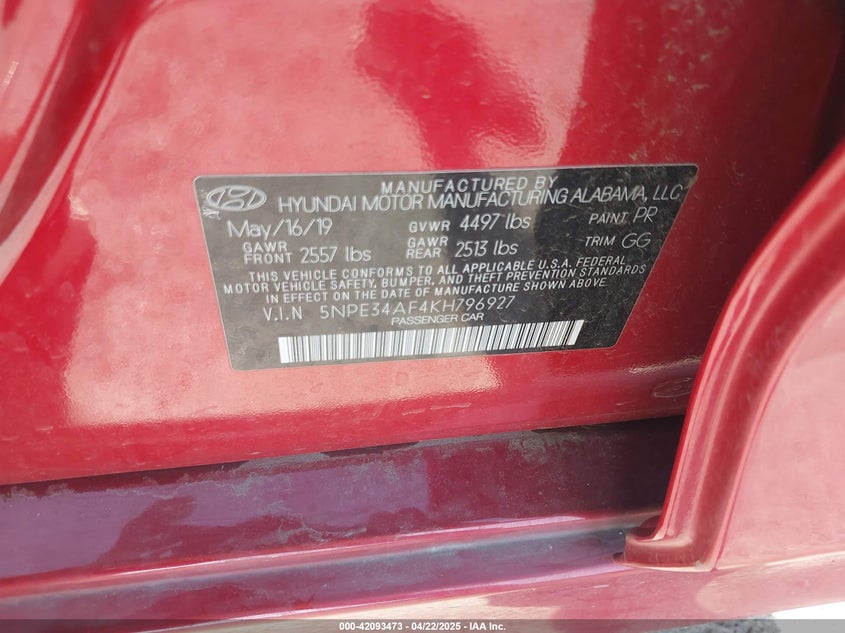 MANUFACTURED BY
HYUNDAI MOTOR MANUFACTURING ALABAMA, LLC
May/16/19 GVWR 4497 lbs PAINT PR
GAWR FRONT 2557 lbs GAWR REAR 2513 lbs TRIM GG
THIS VEHICLE CONFORMS TO ALL APPLICABLE U.S.A. FEDERAL
MOTOR VEHICLE SAFETY, BUMPER, AND THEFT PREVENTION STANDARDS
IN EFFECT ON THE DATE OF MANUFACTURE SHOWN ABOVE.
V.I.N 5NPE34AF4KH796927
PASSENGER CAR
000-42093473 - 04/22/2025 - IAA Inc.